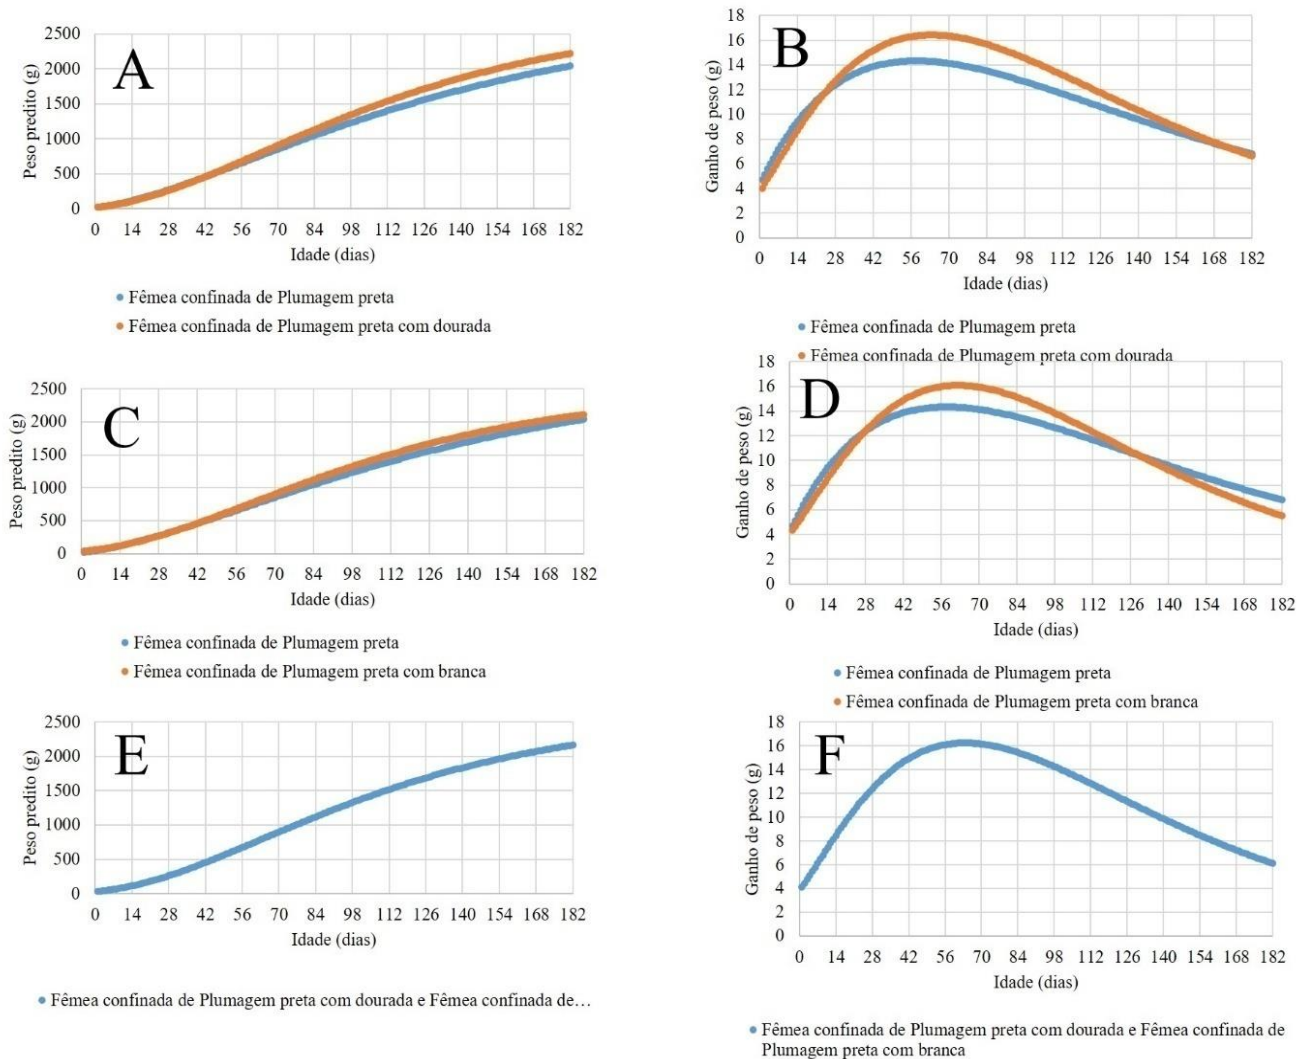 A
Peso predito (g)
2500
2000
1500
1000
500
0
0 14 28 42 56 70 84 98 112 126 140 154 168 182
Idade (dias)
Fêmea confinada de Plumagem preta
Fêmea confinada de Plumagem preta com dourada
B
Ganho de peso (g)
18
16
14
12
10
8
6
4
2
0
0 14 28 42 56 70 84 98 112 126 140 154 168 182
Idade (dias)
Fêmea confinada de Plumagem preta
Fêmea confinada de Plumagem preta com dourada
C
Peso predito (g)
2500
2000
1500
1000
500
0
0 14 28 42 56 70 84 98 112 126 140 154 168 182
Idade (dias)
Fêmea confinada de Plumagem preta
Fêmea confinada de Plumagem preta com branca
D
Ganho de peso (g)
18
16
14
12
10
8
6
4
2
0
0 14 28 42 56 70 84 98 112 126 140 154 168 182
Idade (dias)
Fêmea confinada de Plumagem preta
Fêmea confinada de Plumagem preta com branca
E
Peso predito (g)
2500
2000
1500
1000
500
0
0 14 28 42 56 70 84 98 112 126 140 154 168 182
Idade (dias)
Fêmea confinada de Plumagem preta com dourada e Fêmea confinada de…
F
Ganho de peso (g)
18
16
14
12
10
8
6
4
2
0
0 14 28 42 56 70 84 98 112 126 140 154 168 182
Idade (dias)
Fêmea confinada de Plumagem preta com dourada e Fêmea confinada de
Plumagem preta com branca